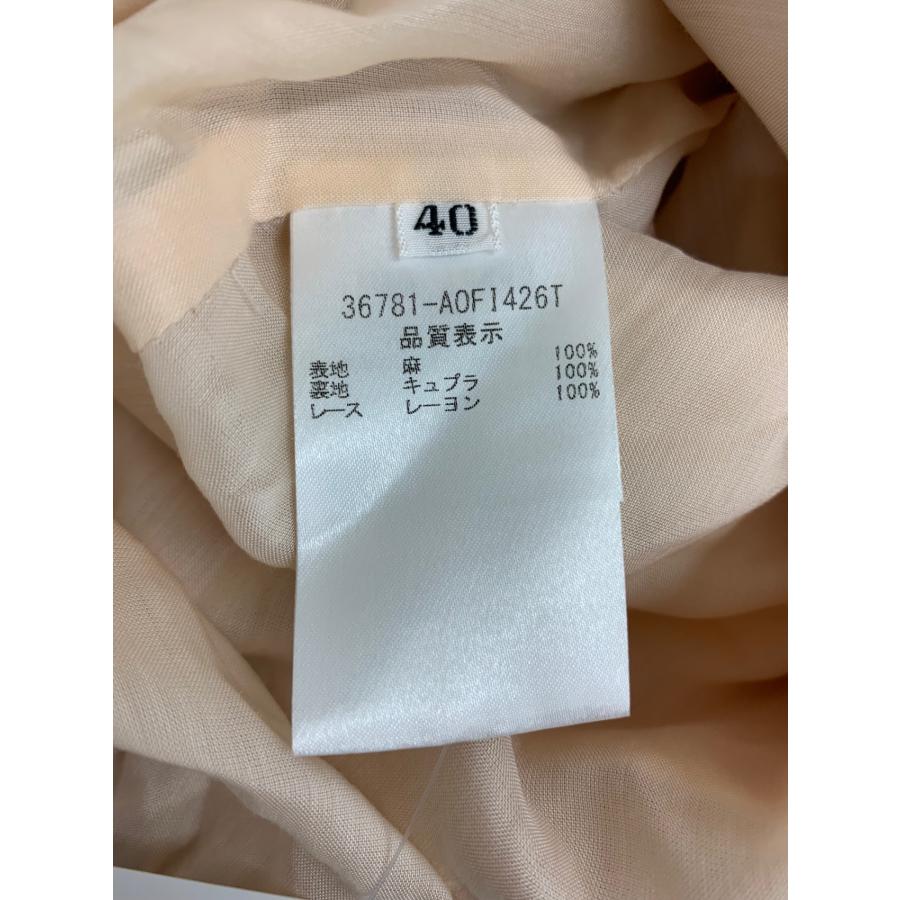 40
36781-AOFI426T
品質表示
表地 麻 100%
裏地 キュプラ 100%
レース レーヨン 100%